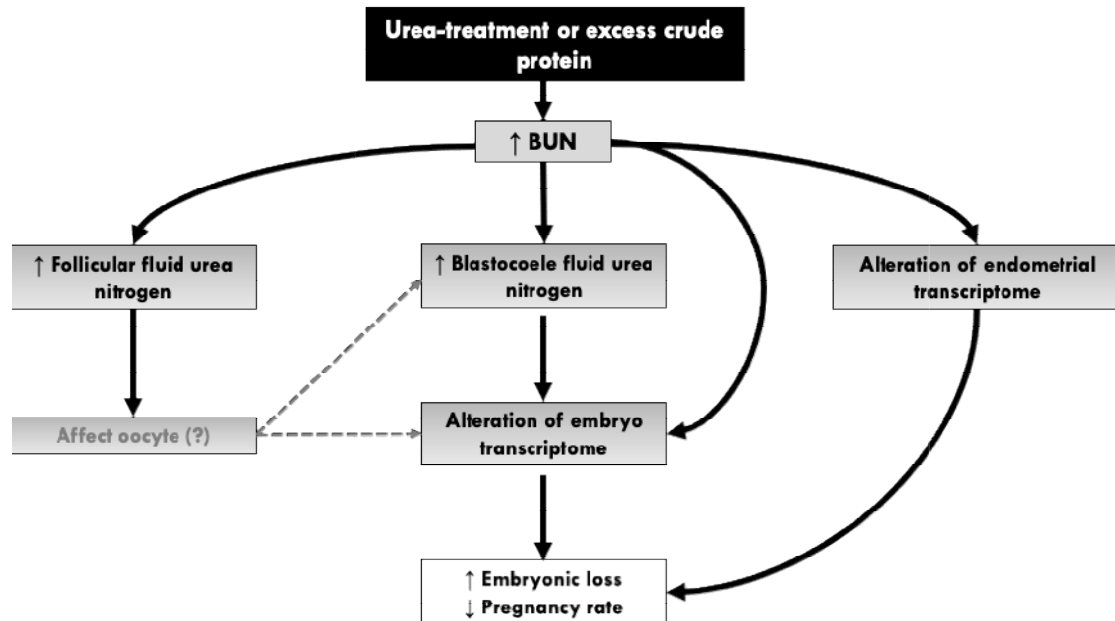 Urea-treatment or excess crude
protein
↑ BUN
↑ Follicular fluid urea
nitrogen
↑ Blastocoele fluid urea
nitrogen
Alteration of endometrial
transcriptome
Affect oocyte (?)
Alteration of embryo
transcriptome
↑ Embryonic loss
↓ Pregnancy rate